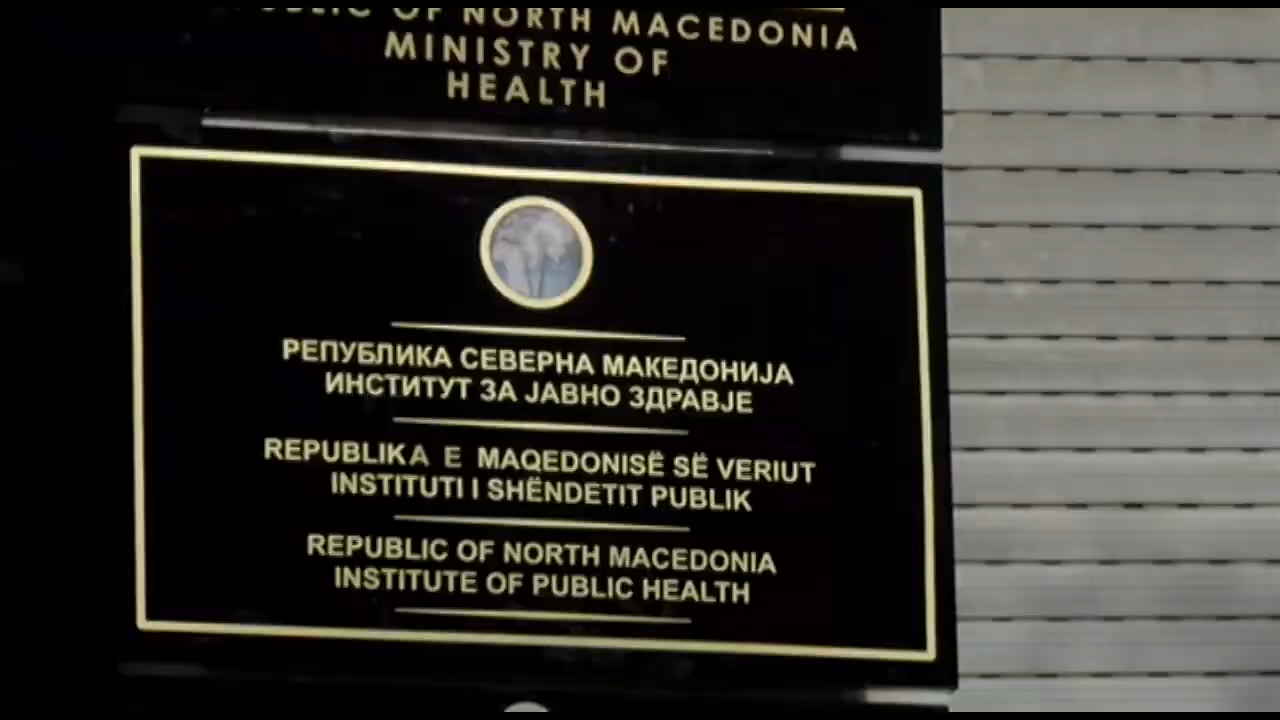 OF NORTH MACEDONIA
MINISTRY OF
HEALTH
РЕПУБЛИКА СЕВЕРНА МАКЕДОНИЈА
ИНСТИТУТ ЗА ЈАВНО ЗДРАВЈЕ
REPUBLIKA E MAQEDONISË SË VERIUT
INSTITUTI I SHËNDETIT PUBLIK
REPUBLIC OF NORTH MACEDONIA
INSTITUTE OF PUBLIC HEALTH